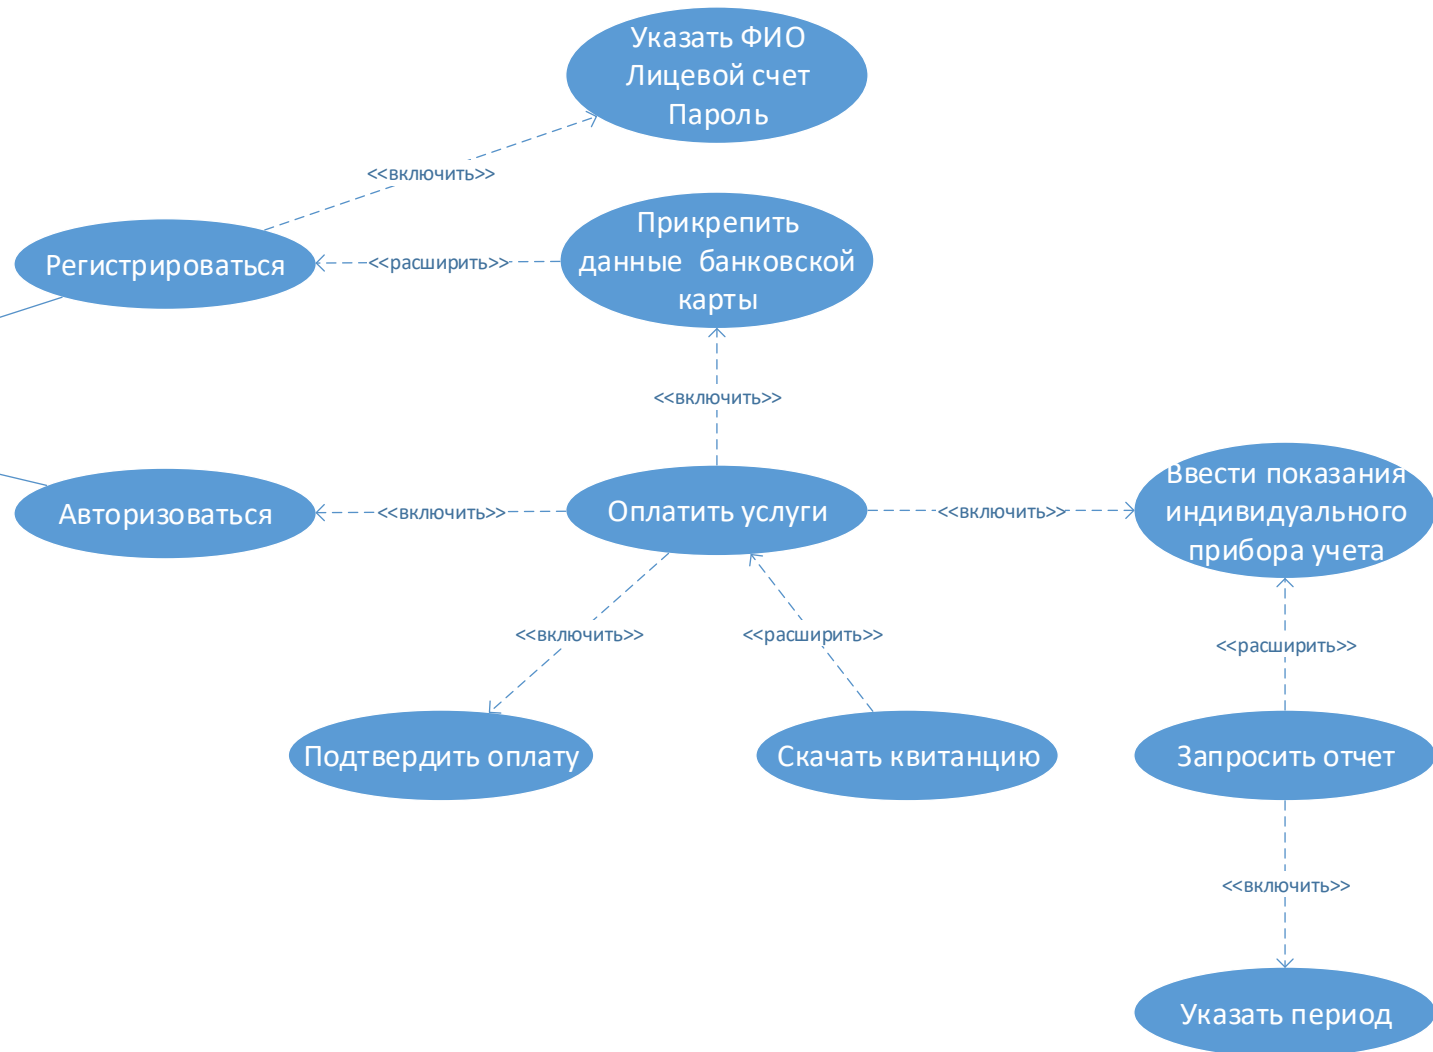 Указать ФИО
Лицевой счет
Пароль
<<включить>>
Регистрироваться
<<расширить>>
Прикрепить
данные банковской
карты
<<включить>>
Авторизоваться
<<включить>>
Оплатить услуги
<<включить>>
Ввести показания
индивидуального
прибора учета
<<включить>>
<<расширить>>
<<расширить>>
Подтвердить оплату
Скачать квитанцию
Запросить отчет
<<включить>>
Указать период